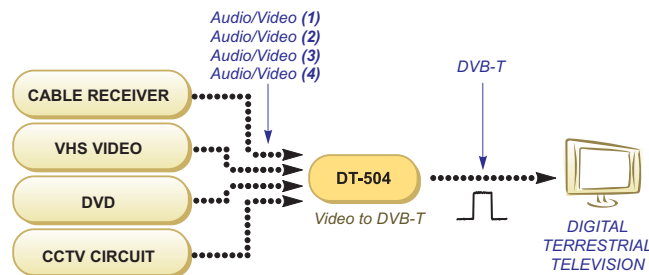 Audio/Video (1)
Audio/Video (2)
Audio/Video (3)
Audio/Video (4)
DVB-T
CABLE RECEIVER
VHS VIDEO
DVD
CCTV CIRCUIT
DT-504
Video to DVB-T
DIGITAL
TERRESTRIAL
TELEVISION